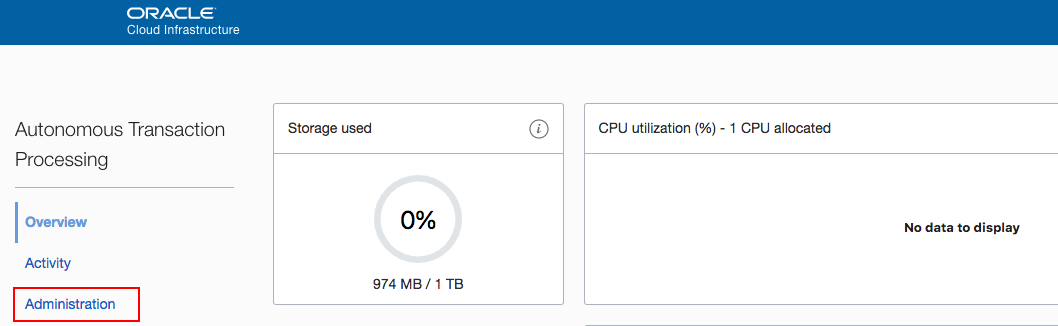 ORACLE
Cloud Infrastructure
Autonomous Transaction
Processing
Overview
Activity
Administration
Storage used
i
0%
974 MB / 1 TB
CPU utilization (%) - 1 CPU allocated
No data to display